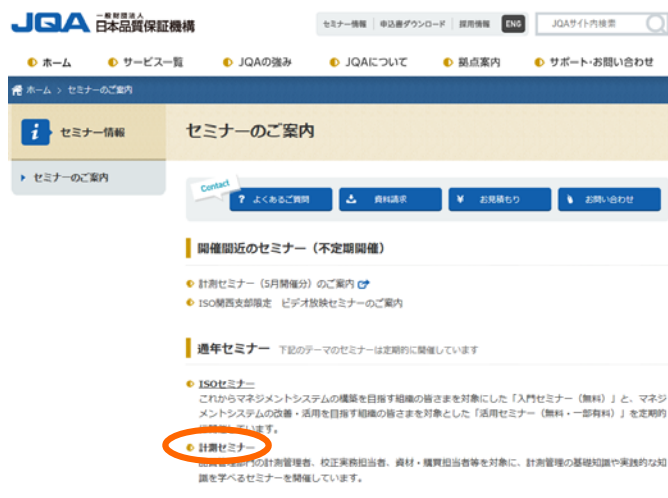 JQA 一般財団法人 日本品質保証機構
セミナー情報 申込書ダウンロード 採用情報 ENG JQAサイト内検索
ホーム サービス一覧 JQAの強み JQAについて 拠点案内 サポート・お問い合わせ
ホーム > セミナーのご案内
i セミナー情報
セミナーのご案内
セミナーのご案内
Contact
? よくあるご質問 資料請求 ¥ お見積もり お問い合わせ
開催間近のセミナー（不定期開催）
計測セミナー（5月開催分）のご案内
ISO関西支部限定 ビデオ放映セミナーのご案内
通年セミナー 下記のテーマのセミナーは定期的に開催しています
ISOセミナー
これからマネジメントシステムの構築を目指す組織の皆さまを対象にした「入門セミナー（無料）」と、マネジ
メントシステムの改善・活用を目指す組織の皆さまを対象とした「活用セミナー（無料・一部有料）」を定期的
います。
計測セミナー
品質管理部門の計測管理者、校正実務担当者、資材・購買担当者等を対象に、計測管理の基礎知識や実践的な知
識を学べるセミナーを開催しています。